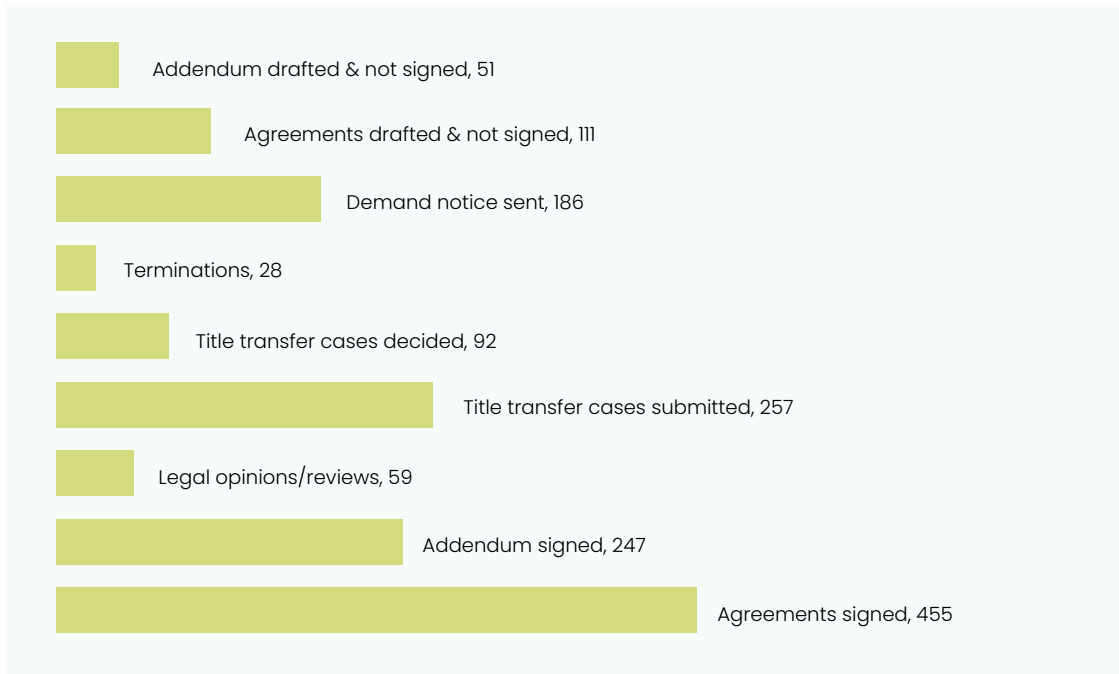 Addendum drafted & not signed, 51
Agreements drafted & not signed, 111
Demand notice sent, 186
Terminations, 28
Title transfer cases decided, 92
Title transfer cases submitted, 257
Legal opinions/reviews, 59
Addendum signed, 247
Agreements signed, 455